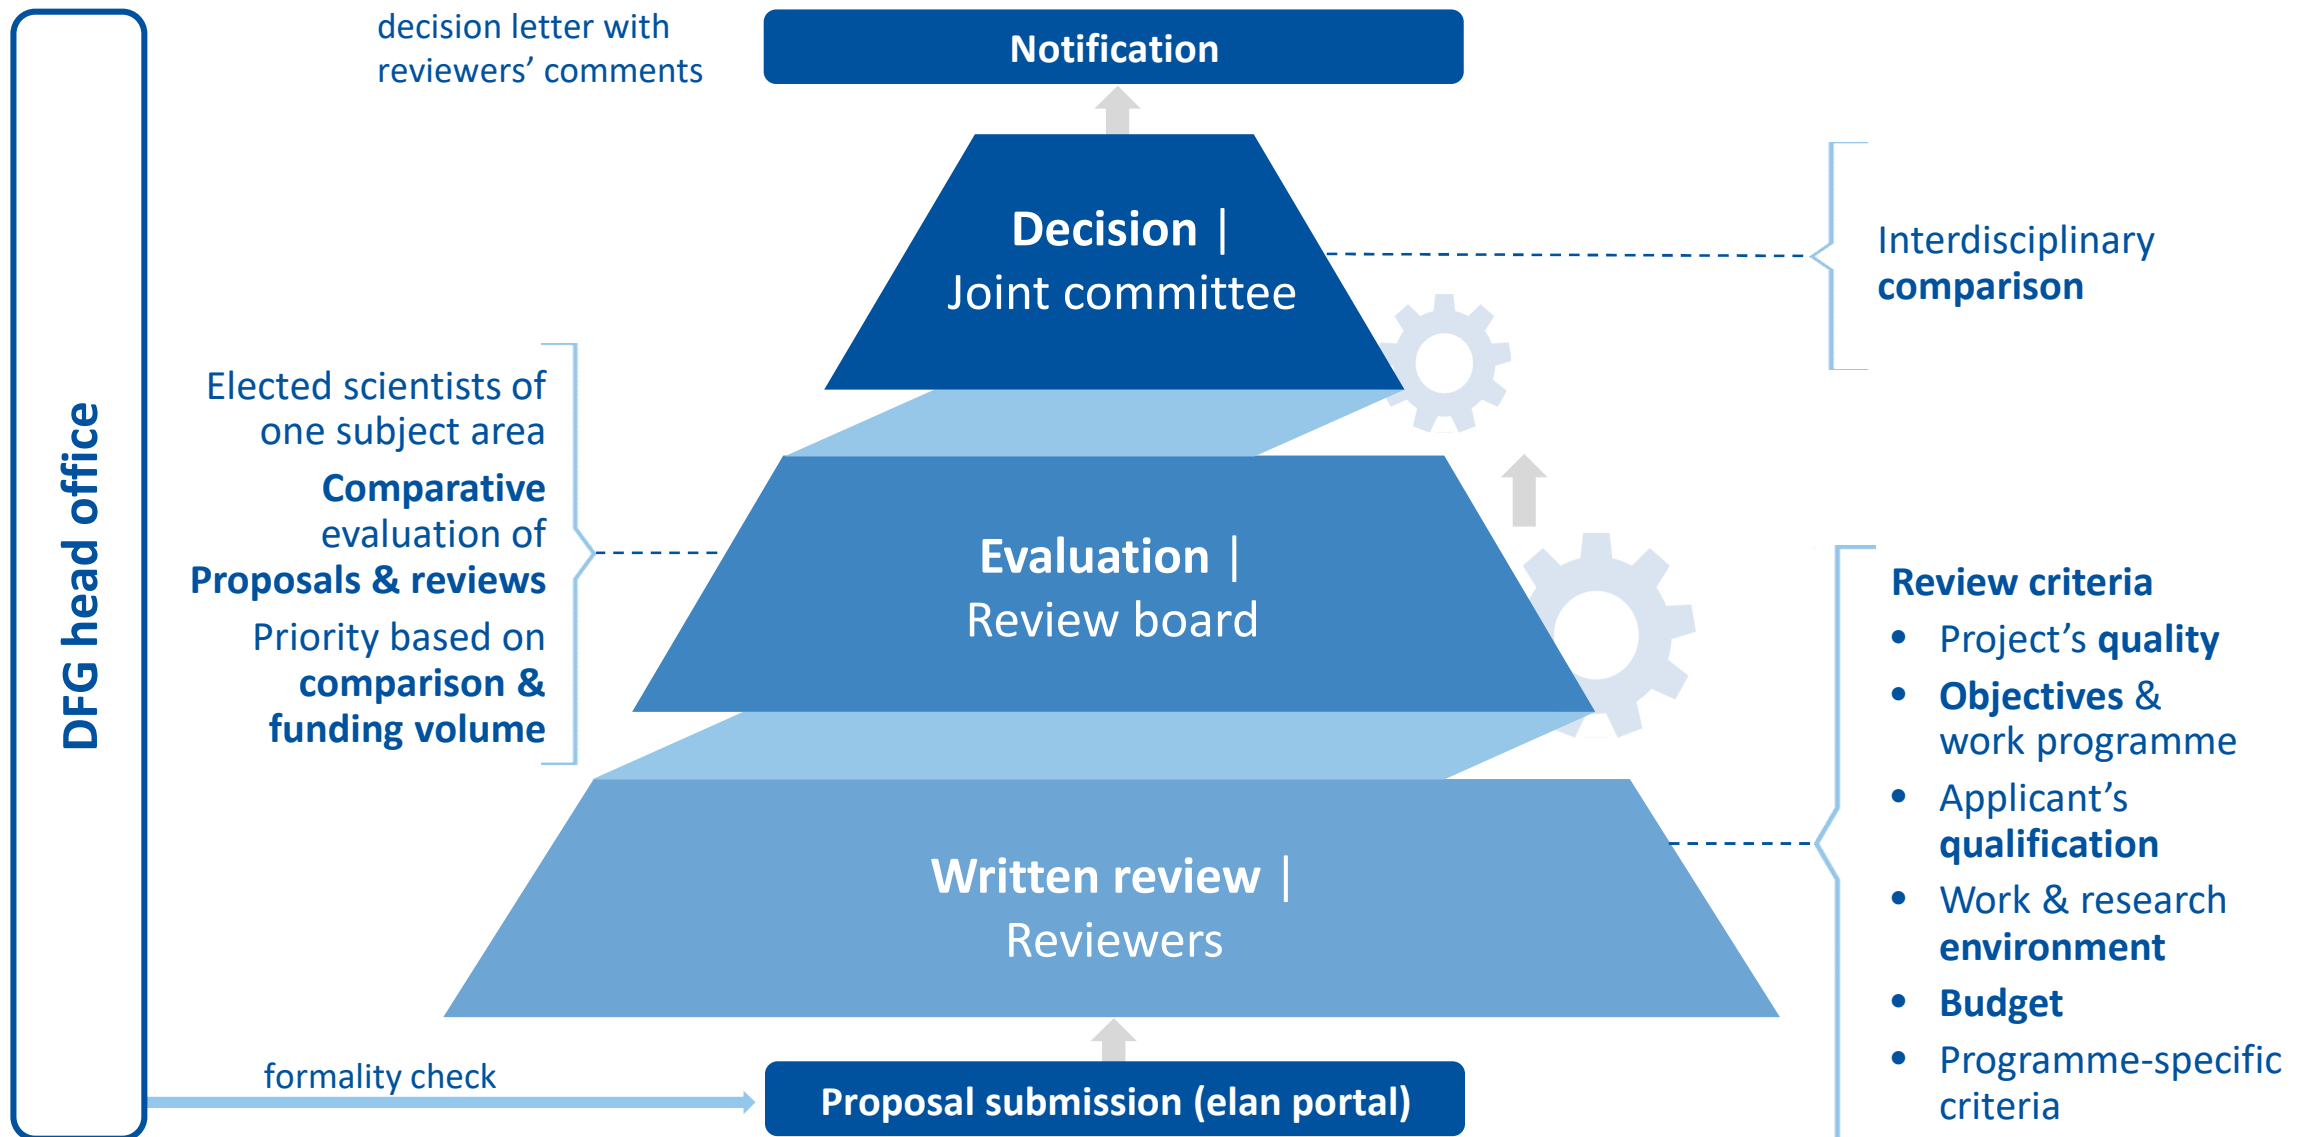 DFG head office
decision letter with
reviewers’ comments
Notification
Decision |
Joint committee
Interdisciplinary
comparison
Elected scientists of
one subject area
Comparative
evaluation of
Proposals & reviews
Priority based on
comparison &
funding volume
Evaluation |
Review board
Written review |
Reviewers
Review criteria
• Project’s quality
• Objectives &
work programme
• Applicant’s
qualification
• Work & research
environment
• Budget
• Programme-specific
criteria
formality check
Proposal submission (elan portal)